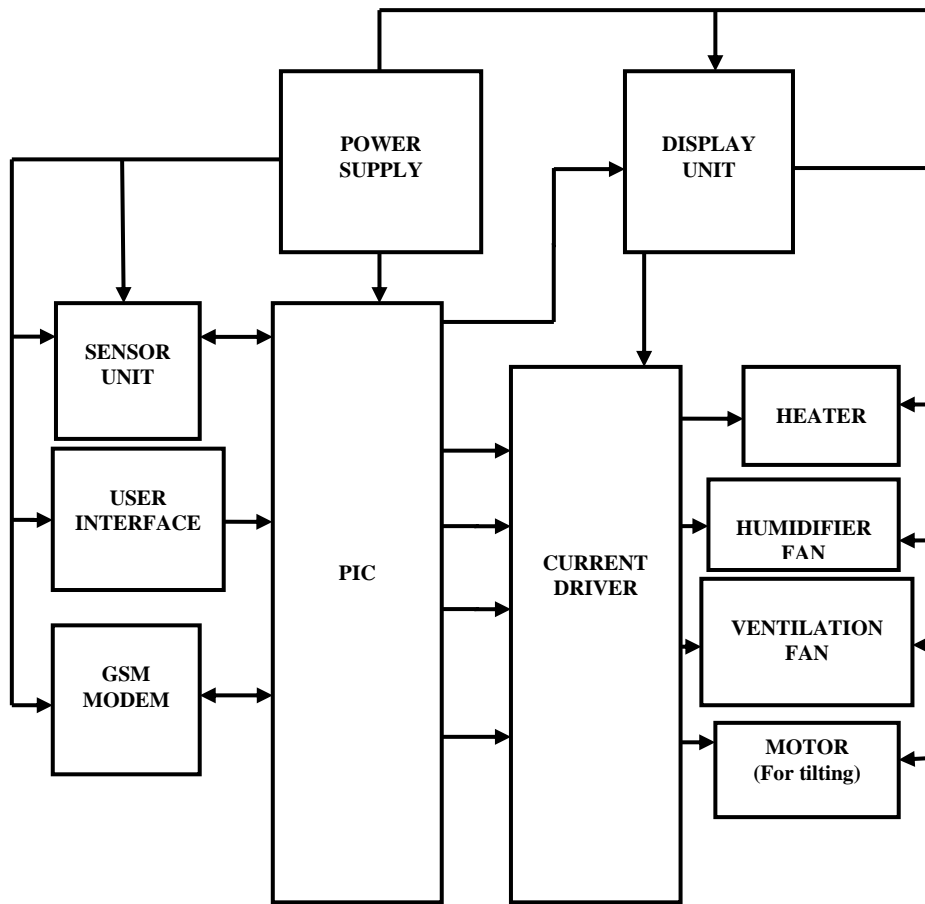 POWER
SUPPLY
DISPLAY
UNIT
SENSOR
UNIT
HEATER
USER
INTERFACE
HUMIDIFIER
FAN
PIC
CURRENT
DRIVER
VENTILATION
FAN
GSM
MODEM
MOTOR
(For tilting)